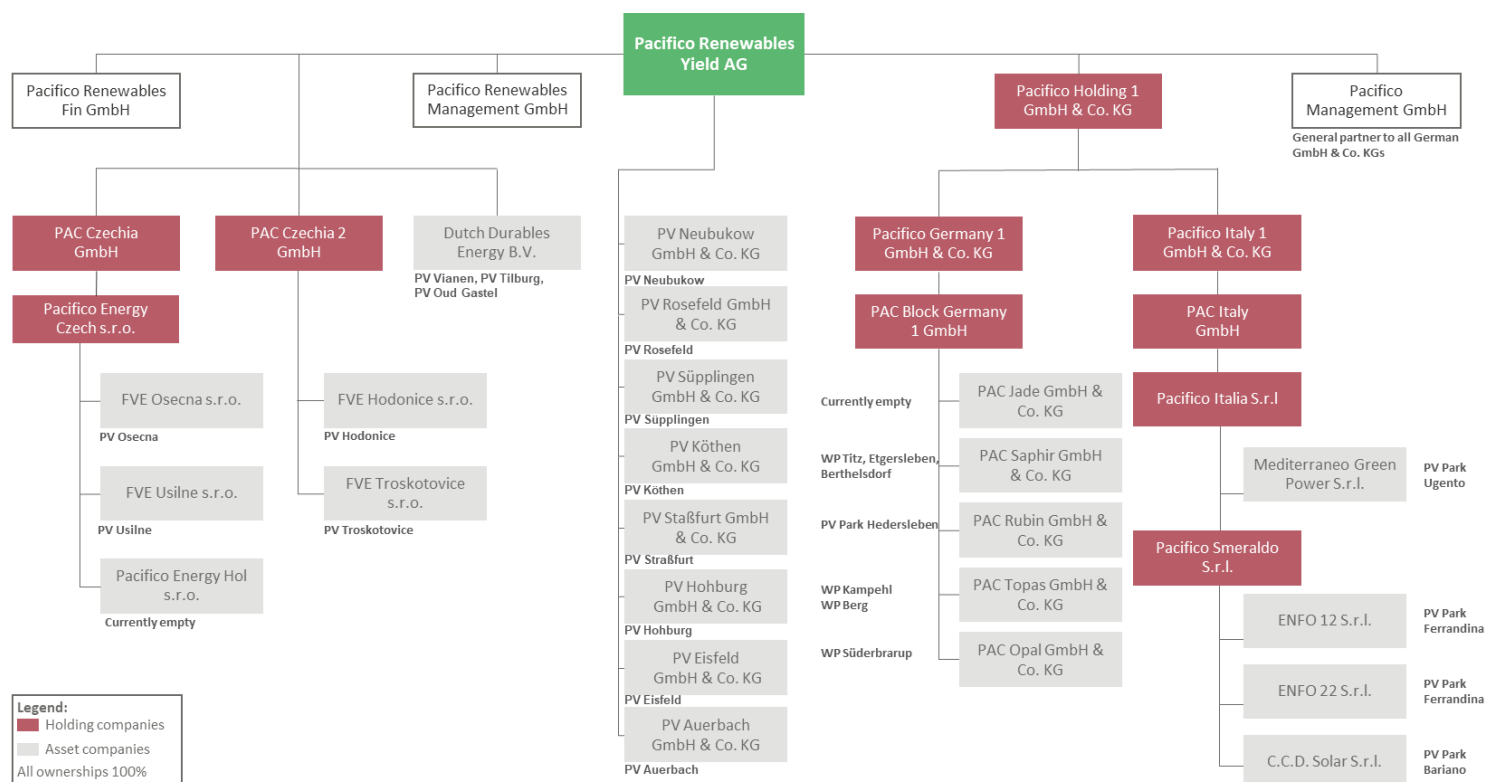 Pacifico Renewables
Yield AG
Pacifico Renewables
Fin GmbH
Pacifico Renewables
Management GmbH
Pacifico Holding 1
GmbH & Co. KG
Pacifico
Management GmbH
General partner to all German
GmbH & Co. KGs
PAC Czechia
GmbH
PAC Czechia 2
GmbH
Dutch Durables
Energy B.V.
PV Vianen, PV Tilburg,
PV Oud Gastel
Pacifico Energy
Czech s.r.o.
FVE Osecna s.r.o.
PV Osecna
FVE Usilne s.r.o.
PV Usilne
Pacifico Energy Hol
s.r.o.
Currently empty
FVE Hodonice s.r.o.
PV Hodonice
FVE Troskotovice
s.r.o.
PV Troskotovice
PV Neubukow
GmbH & Co. KG
PV Neubukow
PV Rosefeld GmbH
& Co. KG
PV Rosefeld
PV Süpplingen
GmbH & Co. KG
PV Süpplingen
PV Köthen
GmbH & Co. KG
PV Köthen
PV Staßfurt GmbH
& Co. KG
PV Straßfurt
PV Hohburg
GmbH & Co. KG
PV Hohburg
PV Eisfeld
GmbH & Co. KG
PV Eisfeld
PV Auerbach
GmbH & Co. KG
PV Auerbach
Pacifico Germany 1
GmbH & Co. KG
PAC Block Germany
1 GmbH
Currently empty
PAC Jade GmbH &
Co. KG
WP Titz, Etgersleben,
Berthelsdorf
PAC Saphir GmbH
& Co. KG
PV Park Hedersleben
PAC Rubin GmbH &
Co. KG
WP Kampehl
WP Berg
PAC Topas GmbH &
Co. KG
WP Süderbrarup
PAC Opal GmbH &
Co. KG
Pacifico Italy 1
GmbH & Co. KG
PAC Italy
GmbH
Pacifico Italia S.r.l
Mediterraneo Green
Power S.r.l.
PV Park
Ugento
Pacifico Smeraldo
S.r.l.
ENFO 12 S.r.l.
PV Park
Ferrandina
ENFO 22 S.r.l.
PV Park
Ferrandina
C.C.D. Solar S.r.l.
PV Park
Bariano
Legend:
Holding companies
Asset companies
All ownerships 100%